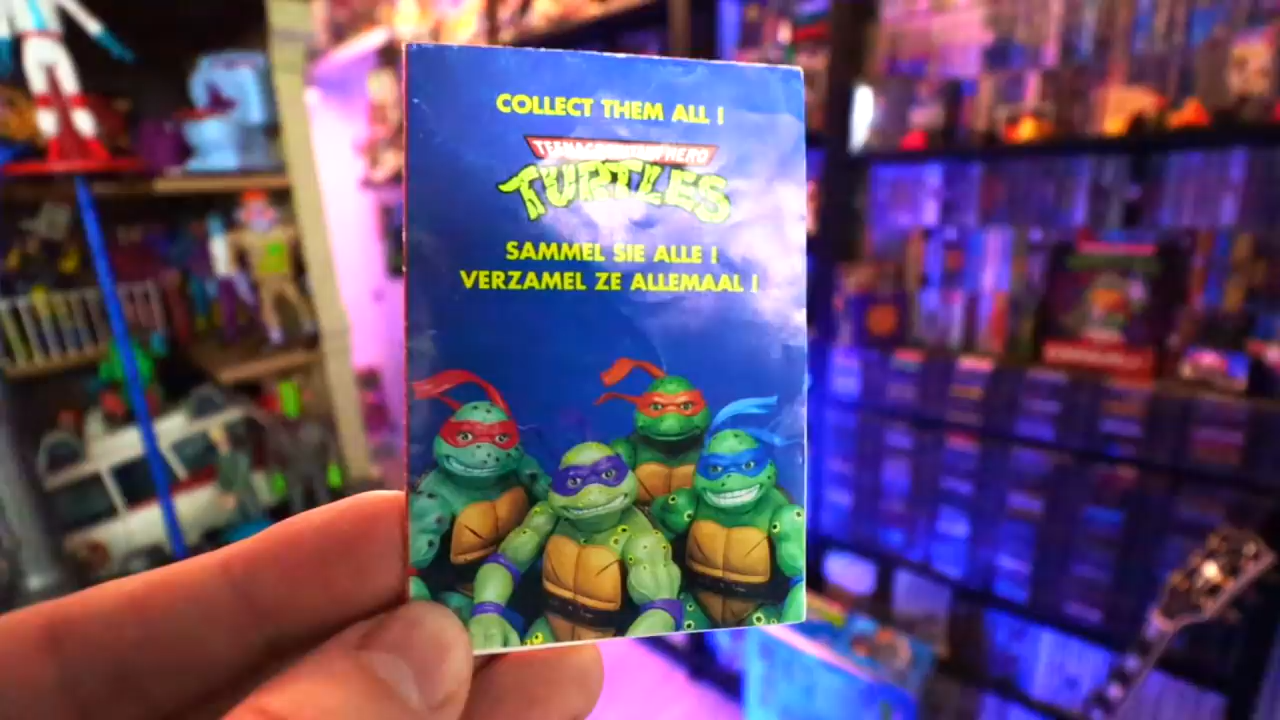 COLLECT THEM ALL !
TEENAGE MUTANT HERO
TURTLES
SAMMEL SIE ALLE !
VERZAMEL ZE ALLEMAAL !